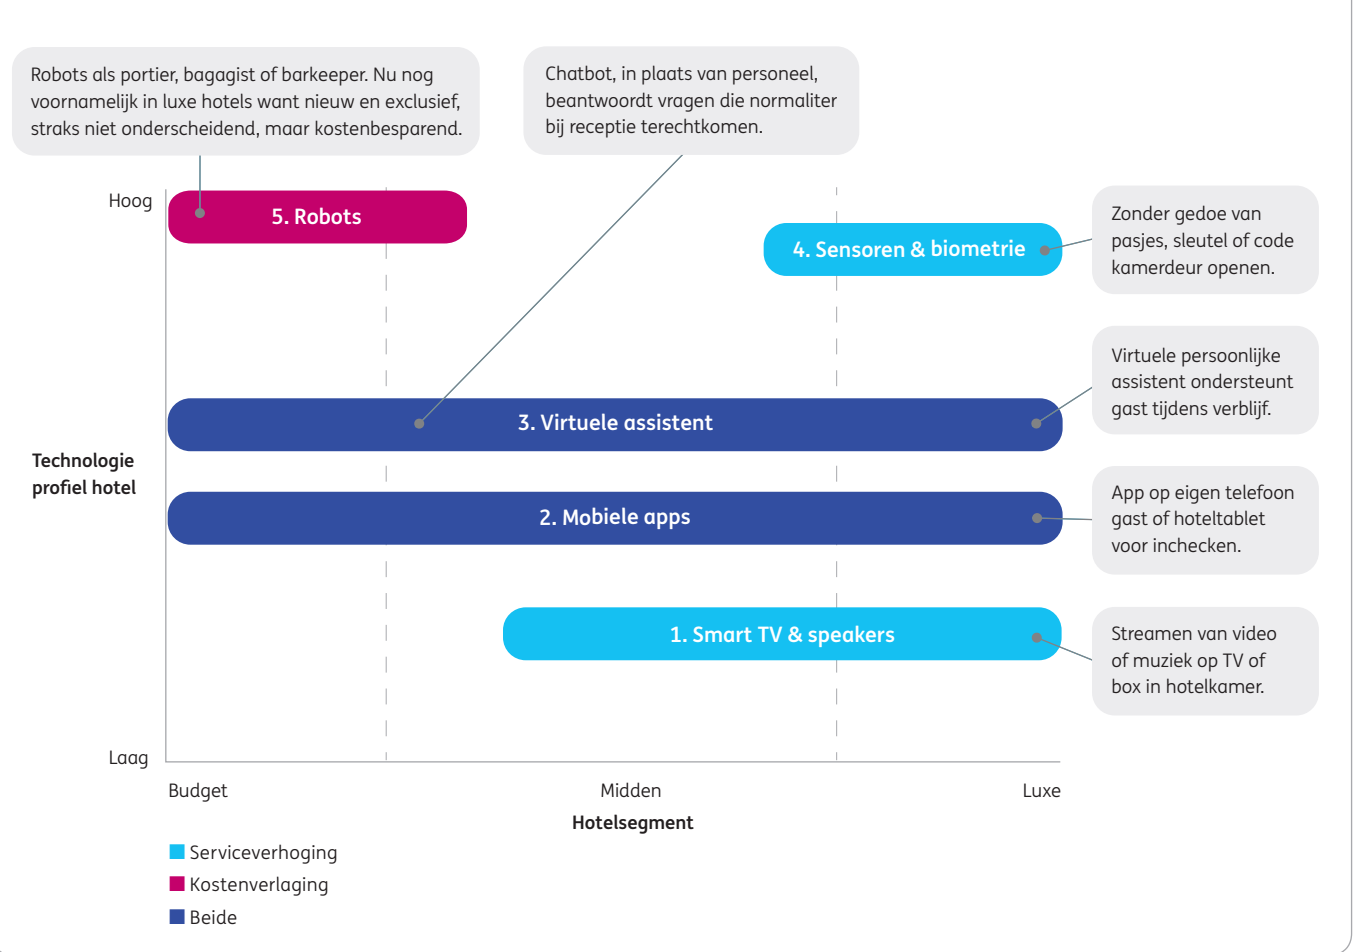 Robots als portier, bagagist of barkeeper. Nu nog
voornamelijk in luxe hotels want nieuw en exclusief,
straks niet onderscheidend, maar kostenbesparend.
Chatbot, in plaats van personeel,
beantwoordt vragen die normaliter
bij receptie terechtkomen.
Hoog
5. Robots
4. Sensoren & biometrie
Zonder gedoe van
pasjes, sleutel of code
kamerdeur openen.
Virtuele persoonlijke
assistent ondersteunt
gast tijdens verblijf.
3. Virtuele assistent
Technologie
profiel hotel
2. Mobiele apps
App op eigen telefoon
gast of hoteltablet
voor inchecken.
1. Smart TV & speakers
Streamen van video
of muziek op TV of
box in hotelkamer.
Laag
Budget
Midden
Luxe
Hotelsegment
Serviceverhoging
Kostenverlaging
Beide